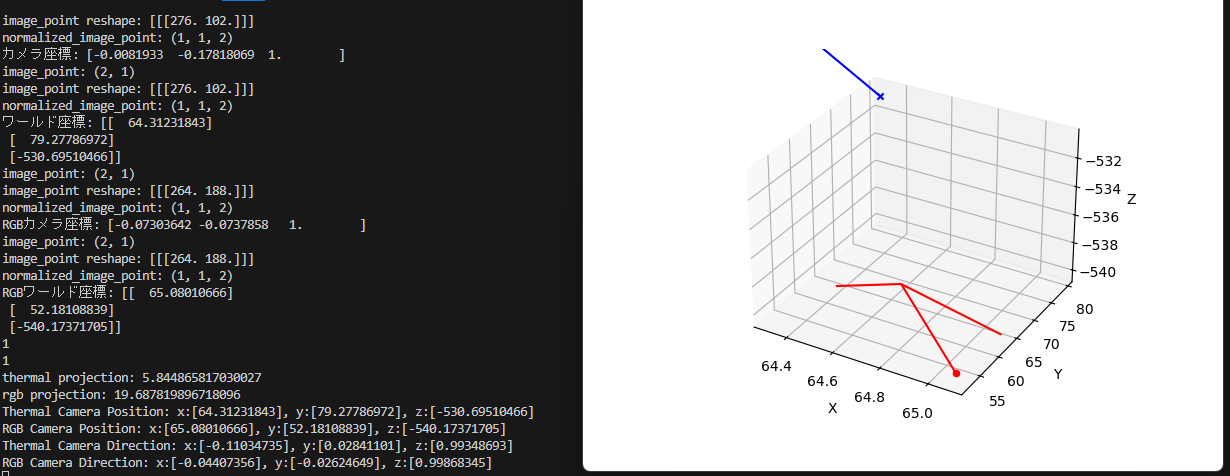 image_point reshape: [[[276. 102.]]]
normalized_image_point: (1, 1, 2)
カメラ座標: [-0.0081933  -0.17818069  1.        ]
image_point: (2, 1)
image_point reshape: [[[276. 102.]]]
normalized_image_point: (1, 1, 2)
ワールド座標: [[  64.31231843]
 [  79.27786972]
 [-530.69510466]]
image_point: (2, 1)
image_point reshape: [[[264. 188.]]]
normalized_image_point: (1, 1, 2)
RGBカメラ座標: [-0.07303642 -0.0737858   1.        ]
image_point: (2, 1)
image_point reshape: [[[264. 188.]]]
normalized_image_point: (1, 1, 2)
RGBワールド座標: [[  65.08010666]
 [  52.18108839]
 [-540.17371705]]
1
1
thermal projection: 5.844865817030027
rgb projection: 19.687819896718096
Thermal Camera Position: x:[64.31231843], y:[79.27786972], z:[-530.69510466]
RGB Camera Position: x:[65.08010666], y:[52.18108839], z:[-540.17371705]
Thermal Camera Direction: x:[-0.11034735], y:[0.02841101], z:[0.99348693]
RGB Camera Direction: x:[-0.04407356], y:[-0.02624649], z:[0.99868345]
−532
−534
Z
−536
−538
−540
80
75
70
65
60
55
Y
64.4
64.6
64.8
65.0
X